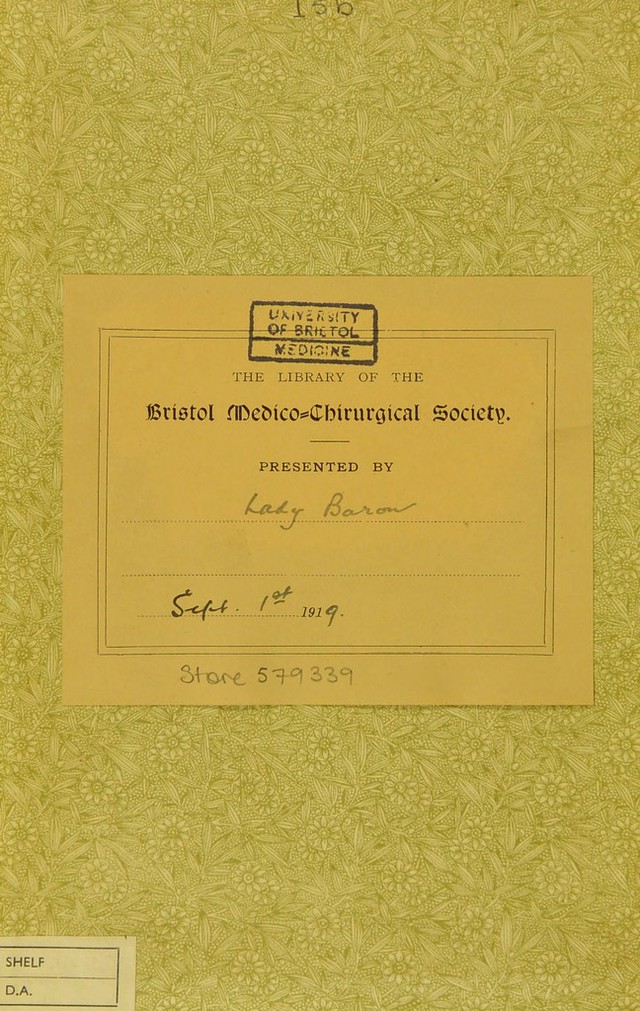 15b
UNIVERSITY
OF BRISTOL
MEDICINE
THE LIBRARY OF THE
Bristol Medico=Chirurgical Society.
PRESENTED BY
Lady Baron
Sept. 1st 1919.
Store 579339
SHELF
D.A.